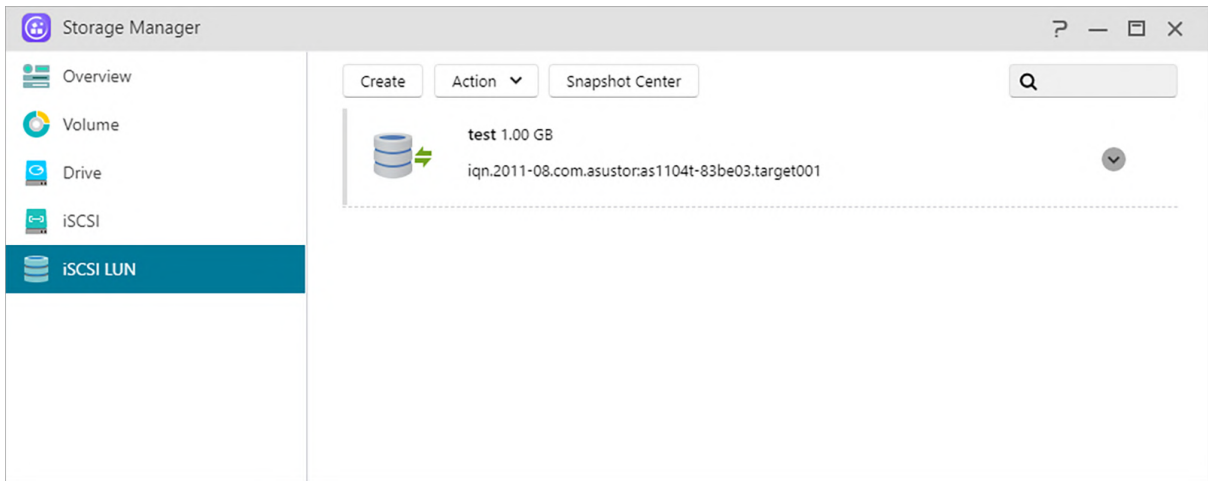 Storage Manager
Overview
Volume
Drive
iSCSI
iSCSI LUN
Create Action Snapshot Center
test 1.00 GB
iqn.2011-08.com.asustor:as1104t-83be03.target001